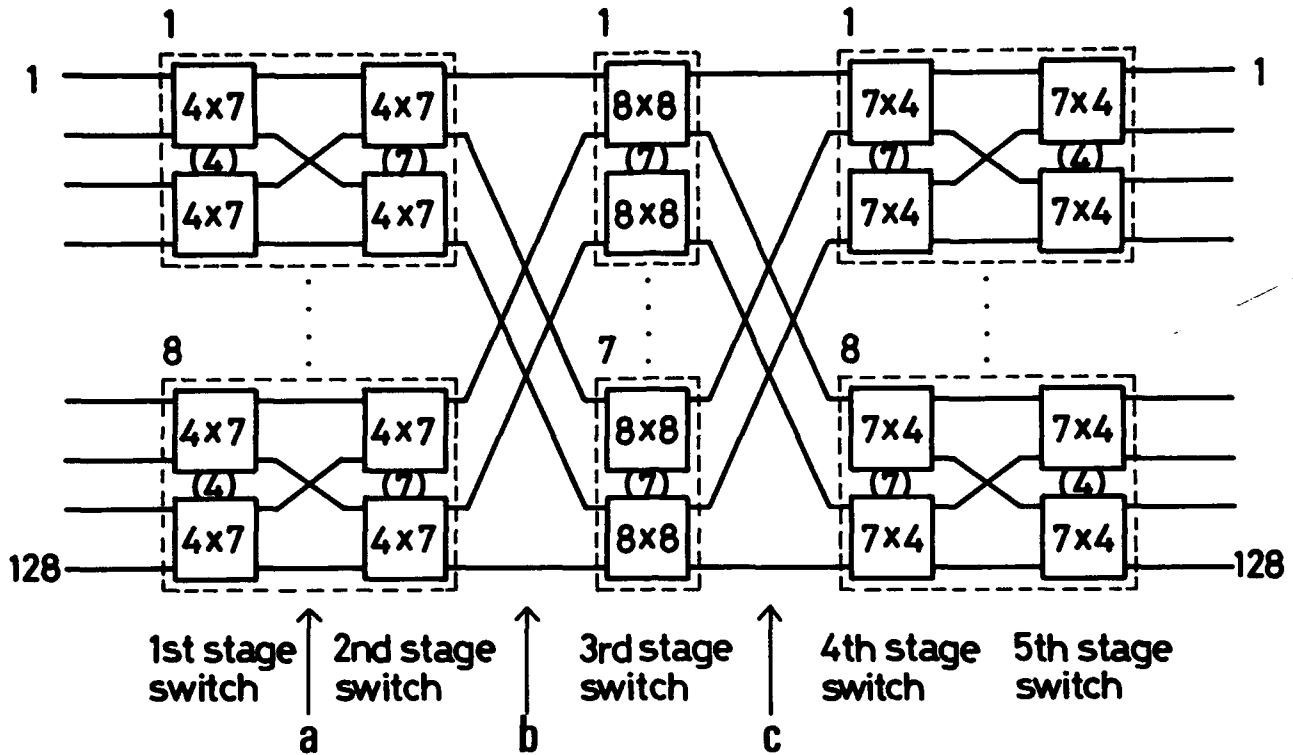 1 1 1
1 4x7 4x7 8x8 7x4 7x4 1
(4) (7) (7) (7) (4)
4x7 4x7 8x8 7x4 7x4
8 7 8
4x7 4x7 8x8 7x4 7x4
(4) (7) (7) (7) (4)
128 4x7 4x7 8x8 7x4 7x4 128
1st stage switch
2nd stage switch
3rd stage switch
4th stage switch
5th stage switch
a b c